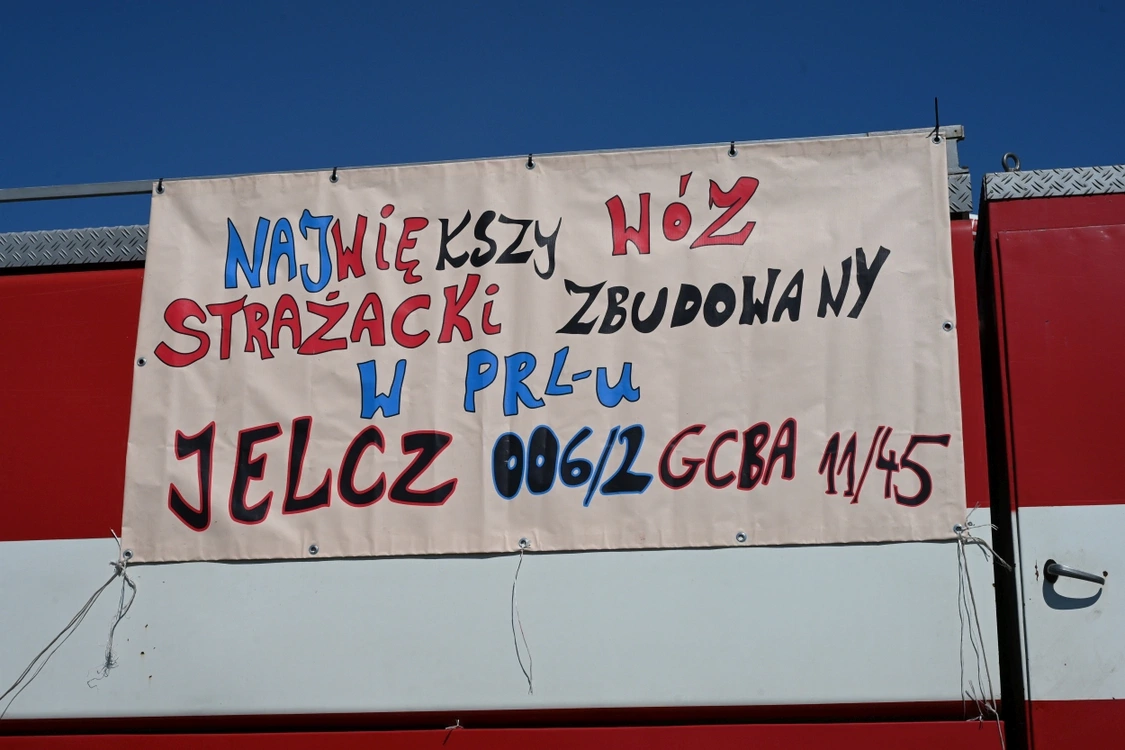 NAJWIĘKSZY WÓZ
STRAŻACKI ZBUDOWANY
W PRL-u
JELCZ 006/2 GCBA 11/45